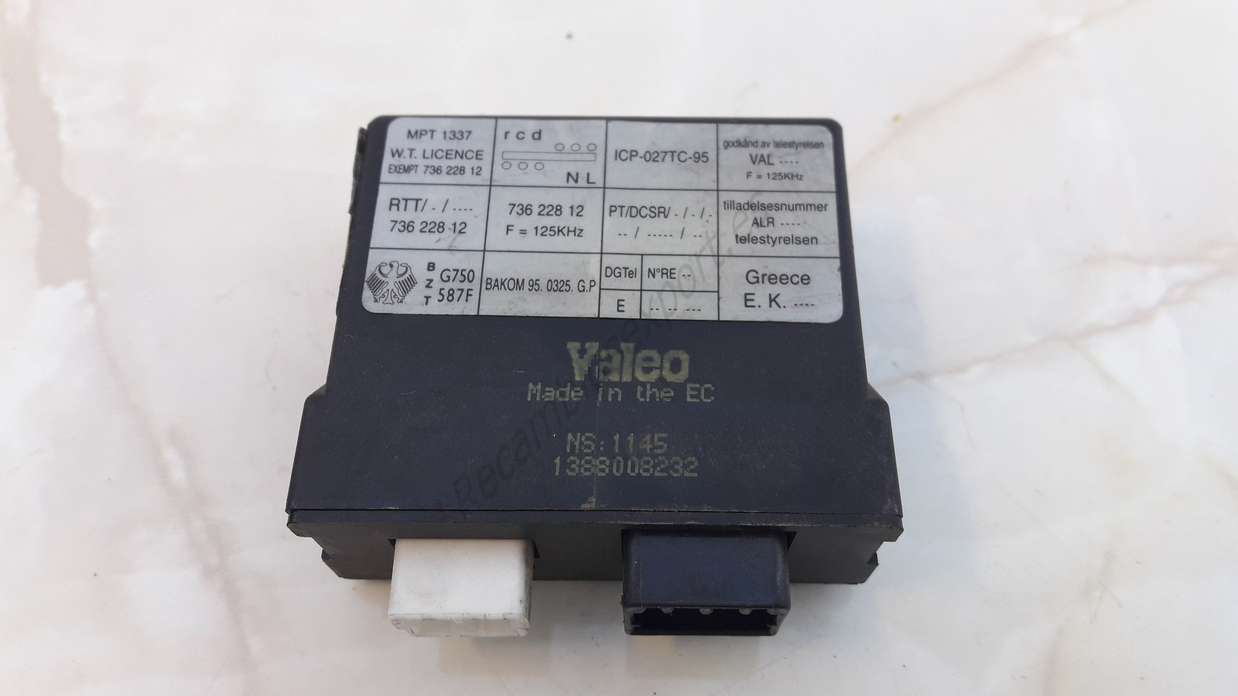 MPT 1337
W.T. LICENCE
EXEMPT 736 228 12
r c d
N L
ICP-027TC-95
godkänd av telestyrelsen
VAL ----
F = 125KHz
RTT/ - / ----
736 228 12
736 228 12
F = 125KHz
PT/DCSR/ - / - / -
-- / ----- / --
tilladelsesnummer
ALR ----
telestyrelsen
B
Z
T
G750
587F
BAKOM 95. 0325. G.P
DGTel
N°RE --
E
-- -- ---
Greece
E. K. ----
Valeo
Made in the EC
NS:1145
1388008232